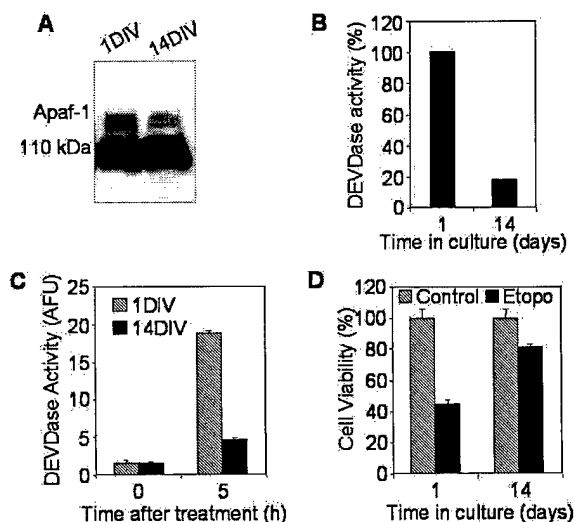 A
1DIV 14DIV
Apaf-1
110 kDa
B
DEVDase activity (%)
120
100
80
60
40
20
0
1 14
Time in culture (days)
C
DEVDase Activity (AFU)
25
20
15
10
5
0
1DIV
14DIV
0 5
Time after treatment (h)
D
Cell Viability (%)
120
100
80
60
40
20
0
Control Etopo
1 14
Time in culture (days)